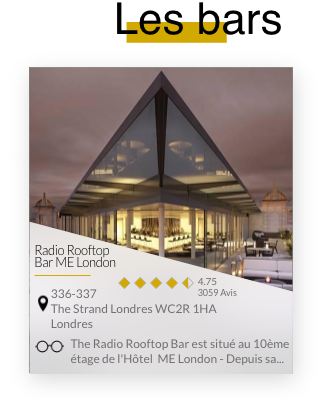 Les bars
Radio Rooftop
Bar ME London
4.75
3059 Avis
336-337
The Strand Londres WC2R 1HA
Londres
The Radio Rooftop Bar est situé au 10ème
étage de l'Hôtel ME London - Depuis sa...